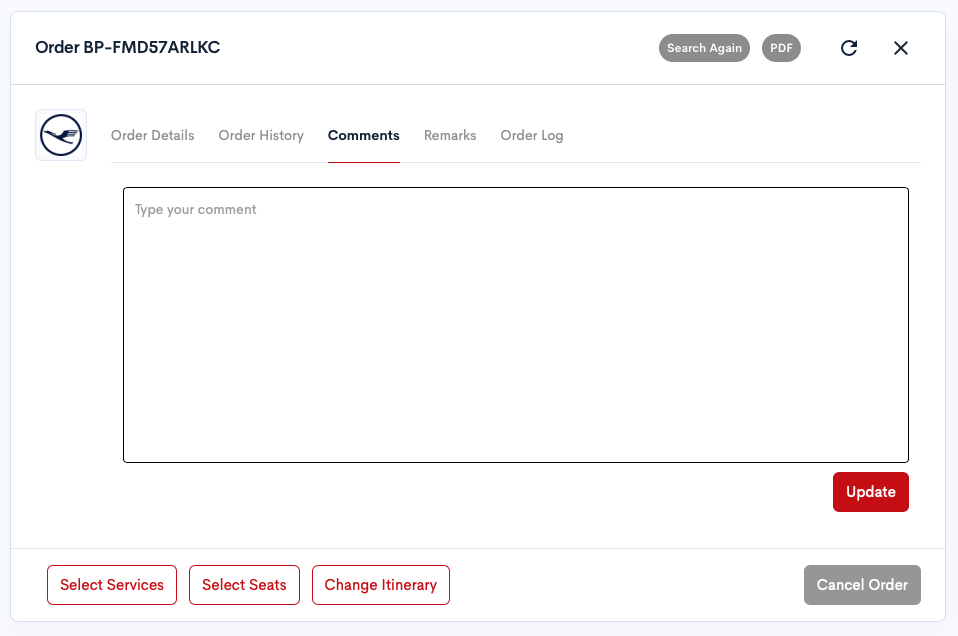 Order BP-FMD57ARLKC
Search Again
PDF
Order Details
Order History
Comments
Remarks
Order Log
Type your comment
Update
Select Services
Select Seats
Change Itinerary
Cancel Order